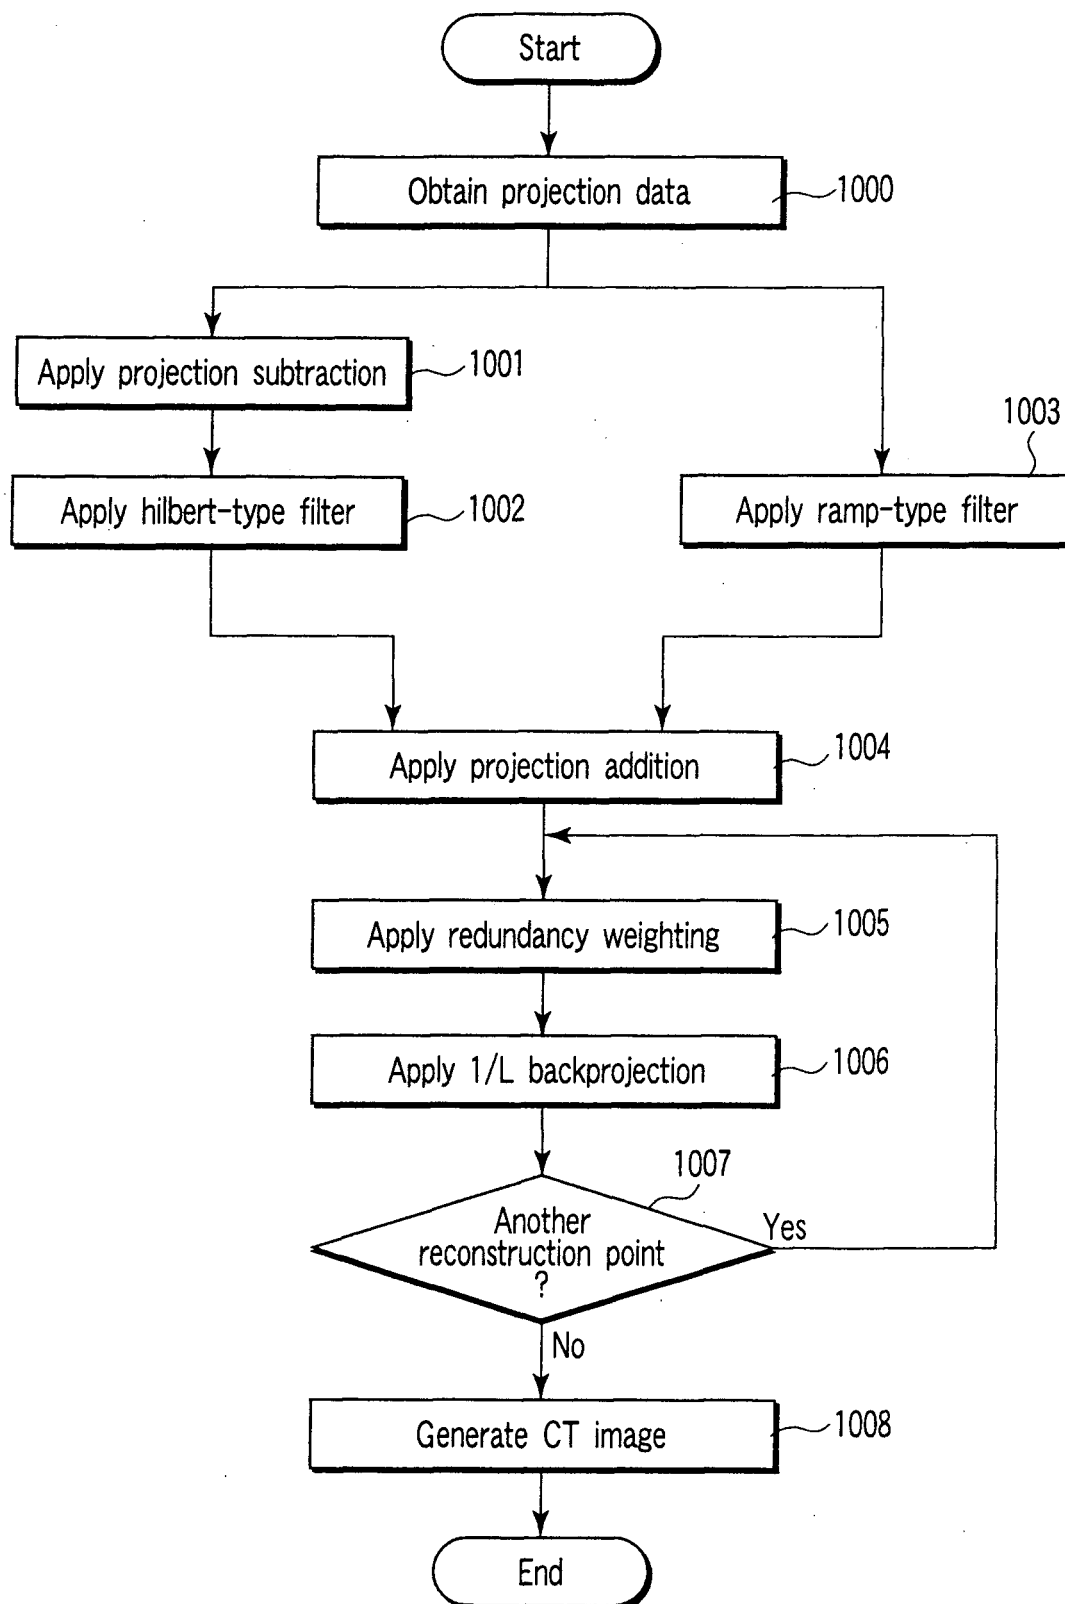 Start
Obtain projection data
1000
Apply projection subtraction
1001
1003
Apply hilbert-type filter
1002
Apply ramp-type filter
Apply projection addition
1004
Apply redundancy weighting
1005
Apply 1/L backprojection
1006
1007
Another
reconstruction point
?
Yes
No
Generate CT image
1008
End